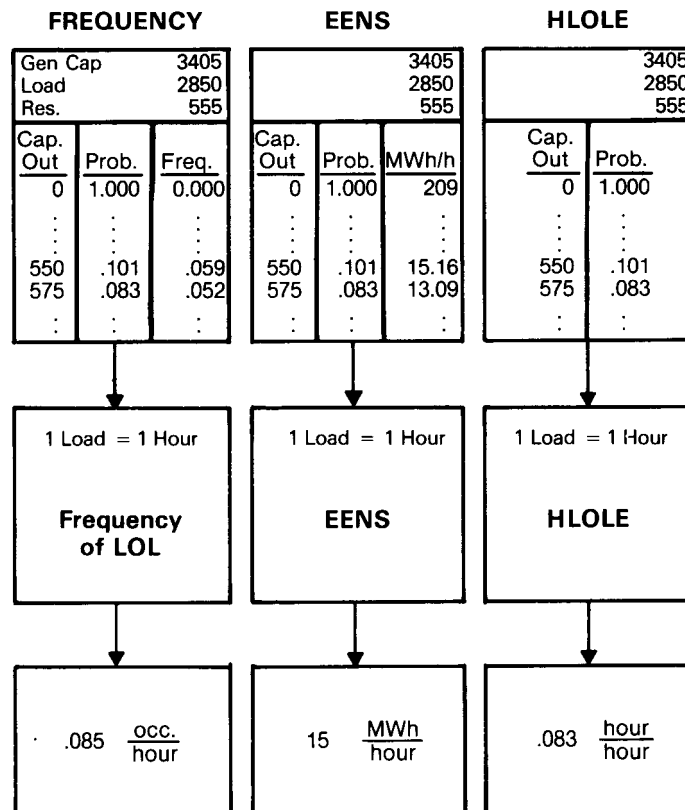 FREQUENCY
Gen Cap 3405
Load 2850
Res. 555
Cap. Out Prob. Freq.
0 1.000 0.000
: : :
: : :
550 .101 .059
575 .083 .052
: : :
1 Load = 1 Hour
Frequency
of LOL
.085 occ./hour
EENS
3405
2850
555
Cap. Out Prob. MWh/h
0 1.000 209
: : :
: : :
550 .101 15.16
575 .083 13.09
: : :
1 Load = 1 Hour
EENS
15 MWh/hour
HLOLE
3405
2850
555
Cap. Out Prob.
0 1.000
: :
: :
550 .101
575 .083
: :
1 Load = 1 Hour
HLOLE
.083 hour/hour